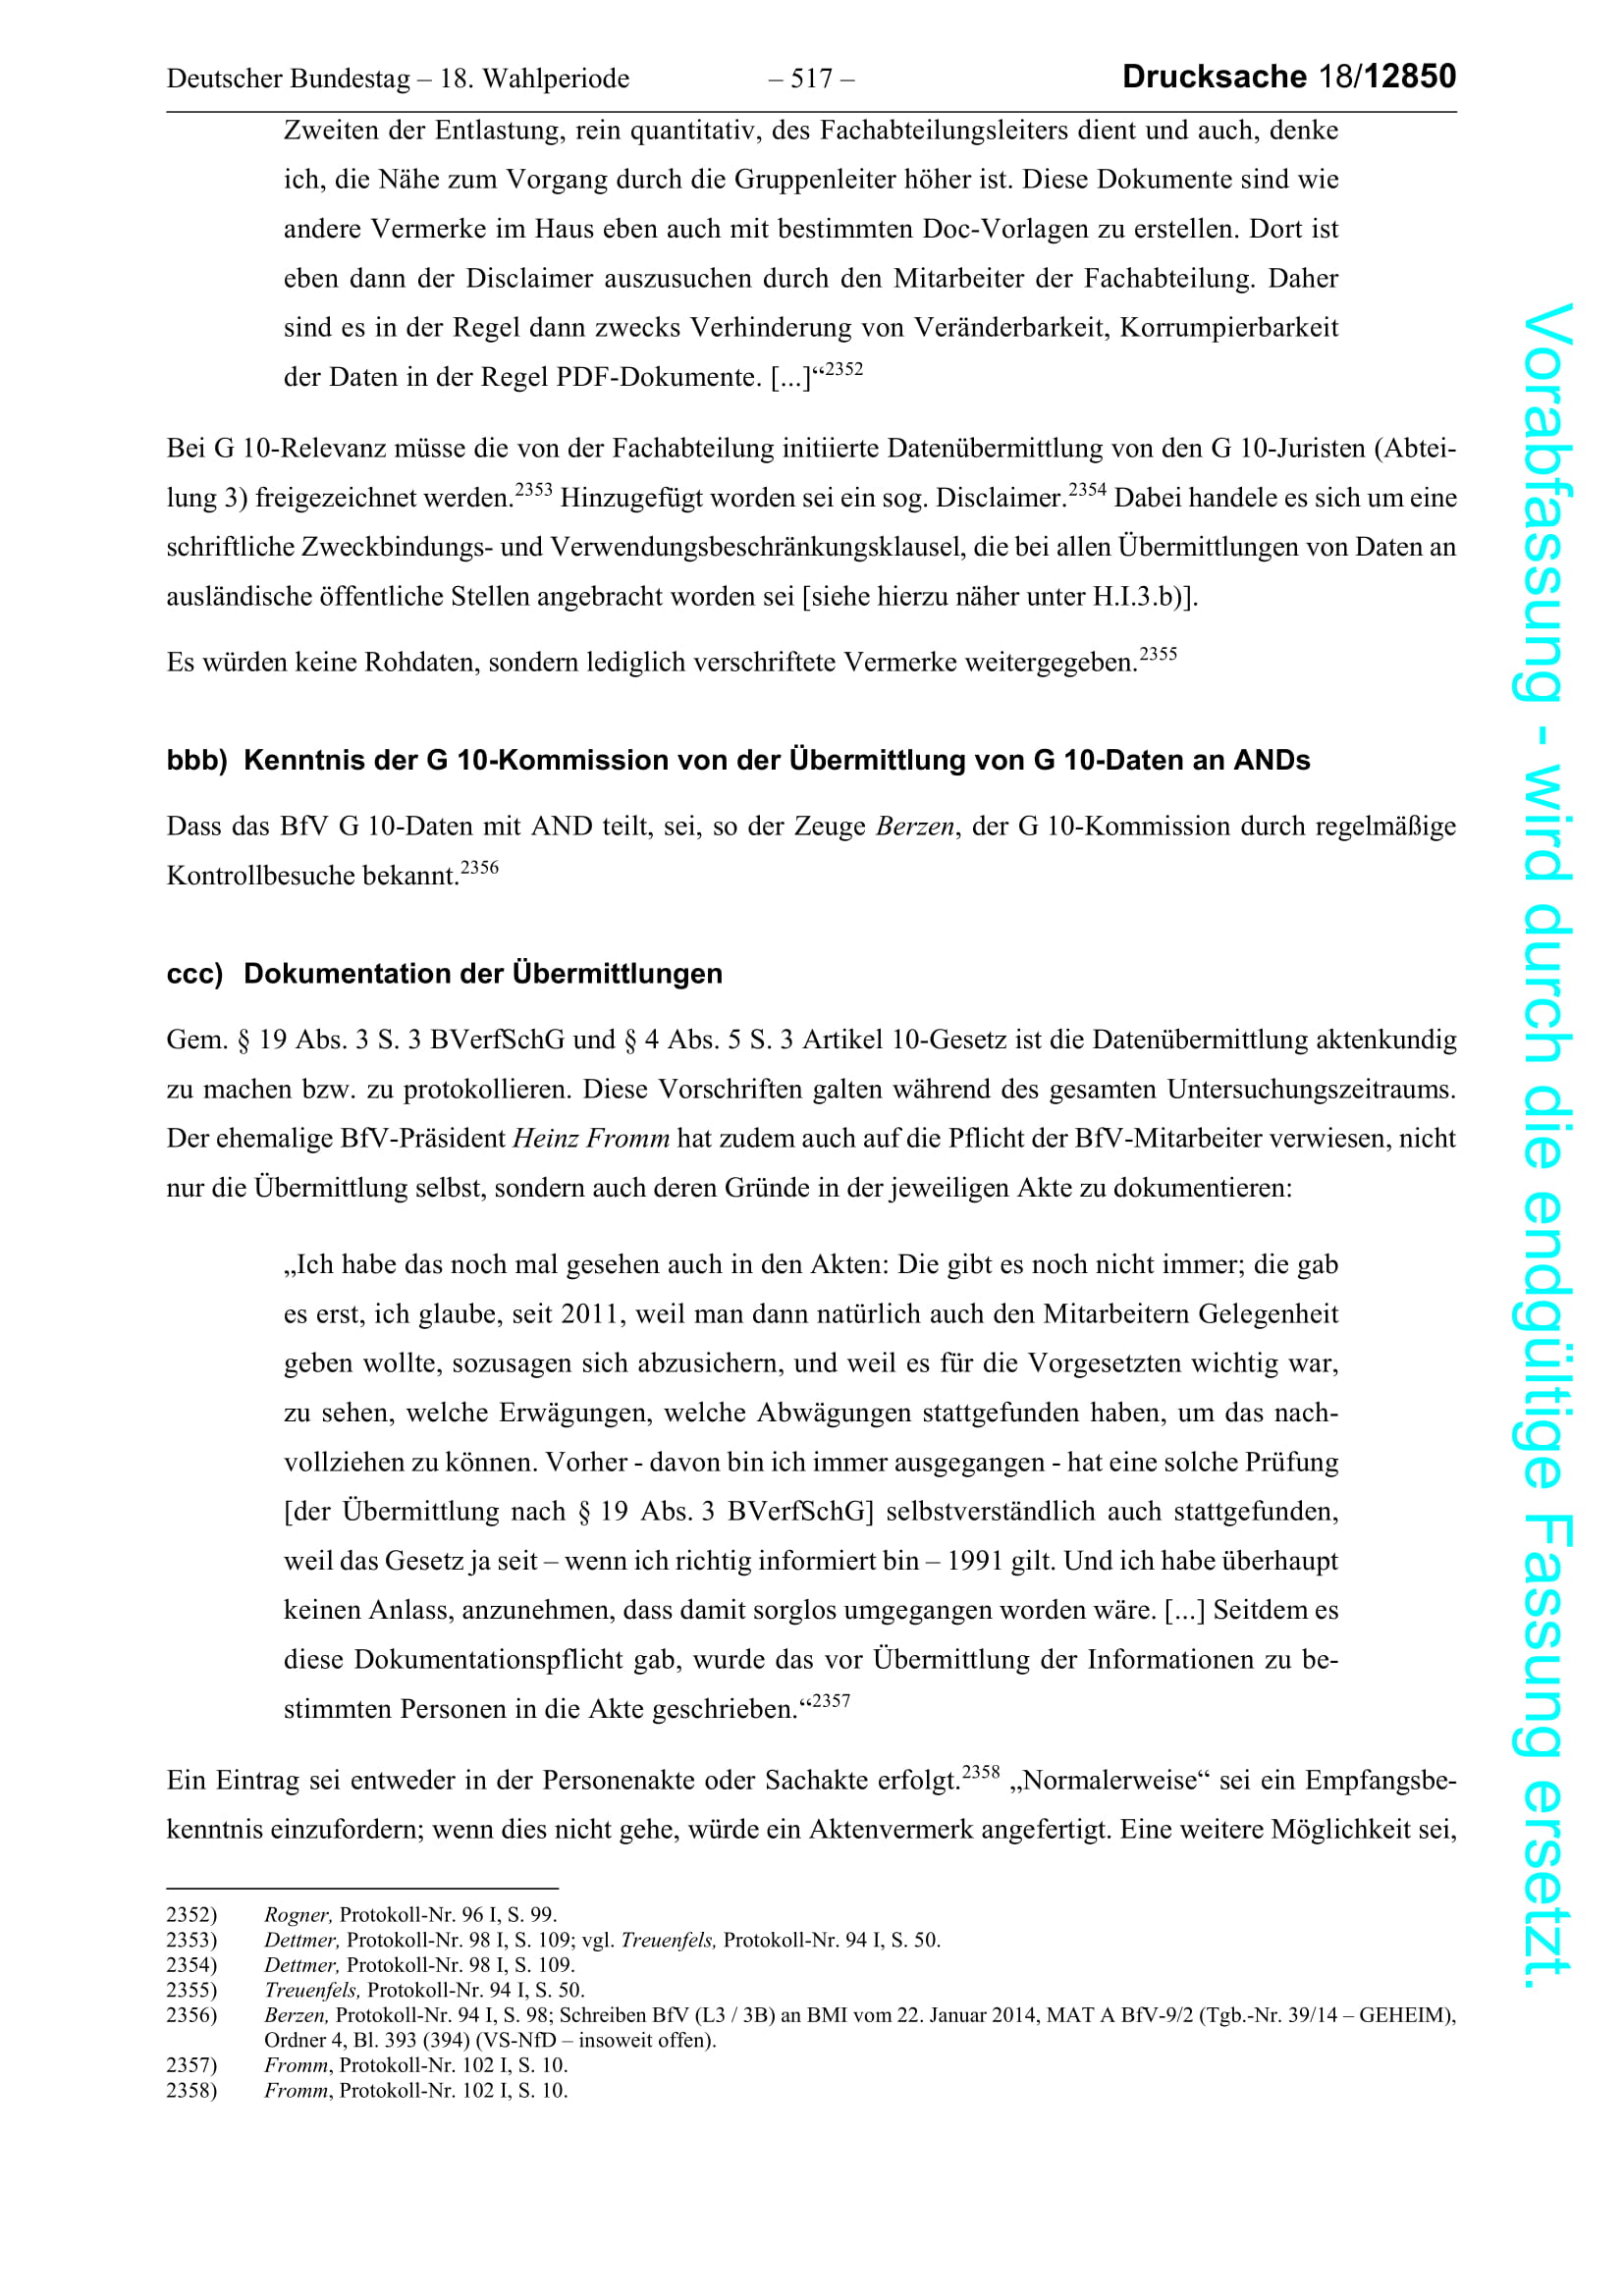 Deutscher Bundestag – 18. Wahlperiode – 517 – Drucksache 18/12850
Zweiten der Entlastung, rein quantitativ, des Fachabteilungsleiters dient und auch, denke
ich, die Nähe zum Vorgang durch die Gruppenleiter höher ist. Diese Dokumente sind wie
andere Vermerke im Haus eben auch mit bestimmten Doc-Vorlagen zu erstellen. Dort ist
eben dann der Disclaimer auszusuchen durch den Mitarbeiter der Fachabteilung. Daher
sind es in der Regel dann zwecks Verhinderung von Veränderbarkeit, Korrumpierbarkeit
der Daten in der Regel PDF-Dokumente. [...]“2352
Bei G 10-Relevanz müsse die von der Fachabteilung initiierte Datenübermittlung von den G 10-Juristen (Abtei-
lung 3) freigezeichnet werden.2353 Hinzugefügt worden sei ein sog. Disclaimer.2354 Dabei handele es sich um eine
schriftliche Zweckbindungs- und Verwendungsbeschränkungsklausel, die bei allen Übermittlungen von Daten an
ausländische öffentliche Stellen angebracht worden sei [siehe hierzu näher unter H.I.3.b)].
Es würden keine Rohdaten, sondern lediglich verschriftete Vermerke weitergegeben.2355
bbb) Kenntnis der G 10-Kommission von der Übermittlung von G 10-Daten an ANDs
Dass das BfV G 10-Daten mit AND teilt, sei, so der Zeuge Berzen, der G 10-Kommission durch regelmäßige
Kontrollbesuche bekannt.2356
ccc) Dokumentation der Übermittlungen
Gem. § 19 Abs. 3 S. 3 BVerfSchG und § 4 Abs. 5 S. 3 Artikel 10-Gesetz ist die Datenübermittlung aktenkundig
zu machen bzw. zu protokollieren. Diese Vorschriften galten während des gesamten Untersuchungszeitraums.
Der ehemalige BfV-Präsident Heinz Fromm hat zudem auch auf die Pflicht der BfV-Mitarbeiter verwiesen, nicht
nur die Übermittlung selbst, sondern auch deren Gründe in der jeweiligen Akte zu dokumentieren:
„Ich habe das noch mal gesehen auch in den Akten: Die gibt es noch nicht immer; die gab
es erst, ich glaube, seit 2011, weil man dann natürlich auch den Mitarbeitern Gelegenheit
geben wollte, sozusagen sich abzusichern, und weil es für die Vorgesetzten wichtig war,
zu sehen, welche Erwägungen, welche Abwägungen stattgefunden haben, um das nach-
vollziehen zu können. Vorher - davon bin ich immer ausgegangen - hat eine solche Prüfung
[der Übermittlung nach § 19 Abs. 3 BVerfSchG] selbstverständlich auch stattgefunden,
weil das Gesetz ja seit – wenn ich richtig informiert bin – 1991 gilt. Und ich habe überhaupt
keinen Anlass, anzunehmen, dass damit sorglos umgegangen worden wäre. [...] Seitdem es
diese Dokumentationspflicht gab, wurde das vor Übermittlung der Informationen zu be-
stimmten Personen in die Akte geschrieben.“2357
Ein Eintrag sei entweder in der Personenakte oder Sachakte erfolgt.2358 „Normalerweise“ sei ein Empfangsbe-
kenntnis einzufordern; wenn dies nicht gehe, würde ein Aktenvermerk angefertigt. Eine weitere Möglichkeit sei,
2352) Rogner, Protokoll-Nr. 96 I, S. 99.
2353) Dettmer, Protokoll-Nr. 98 I, S. 109; vgl. Treuenfels, Protokoll-Nr. 94 I, S. 50.
2354) Dettmer, Protokoll-Nr. 98 I, S. 109.
2355) Treuenfels, Protokoll-Nr. 94 I, S. 50.
2356) Berzen, Protokoll-Nr. 94 I, S. 98; Schreiben BfV (L3 / 3B) an BMI vom 22. Januar 2014, MAT A BfV-9/2 (Tgb.-Nr. 39/14 – GEHEIM),
Ordner 4, Bl. 393 (394) (VS-NfD – insoweit offen).
2357) Fromm, Protokoll-Nr. 102 I, S. 10.
2358) Fromm, Protokoll-Nr. 102 I, S. 10.
Vorabfassung - wird durch die endgültige Fassung ersetzt.